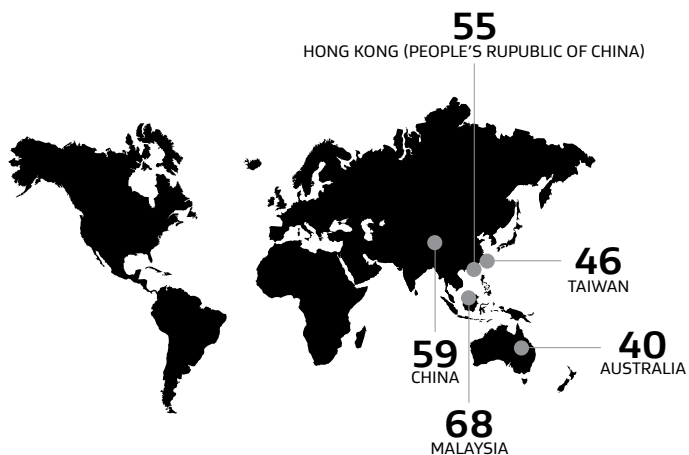 55
HONG KONG (PEOPLE'S RUPUBLIC OF CHINA)
46
TAIWAN
59
CHINA
40
AUSTRALIA
68
MALAYSIA